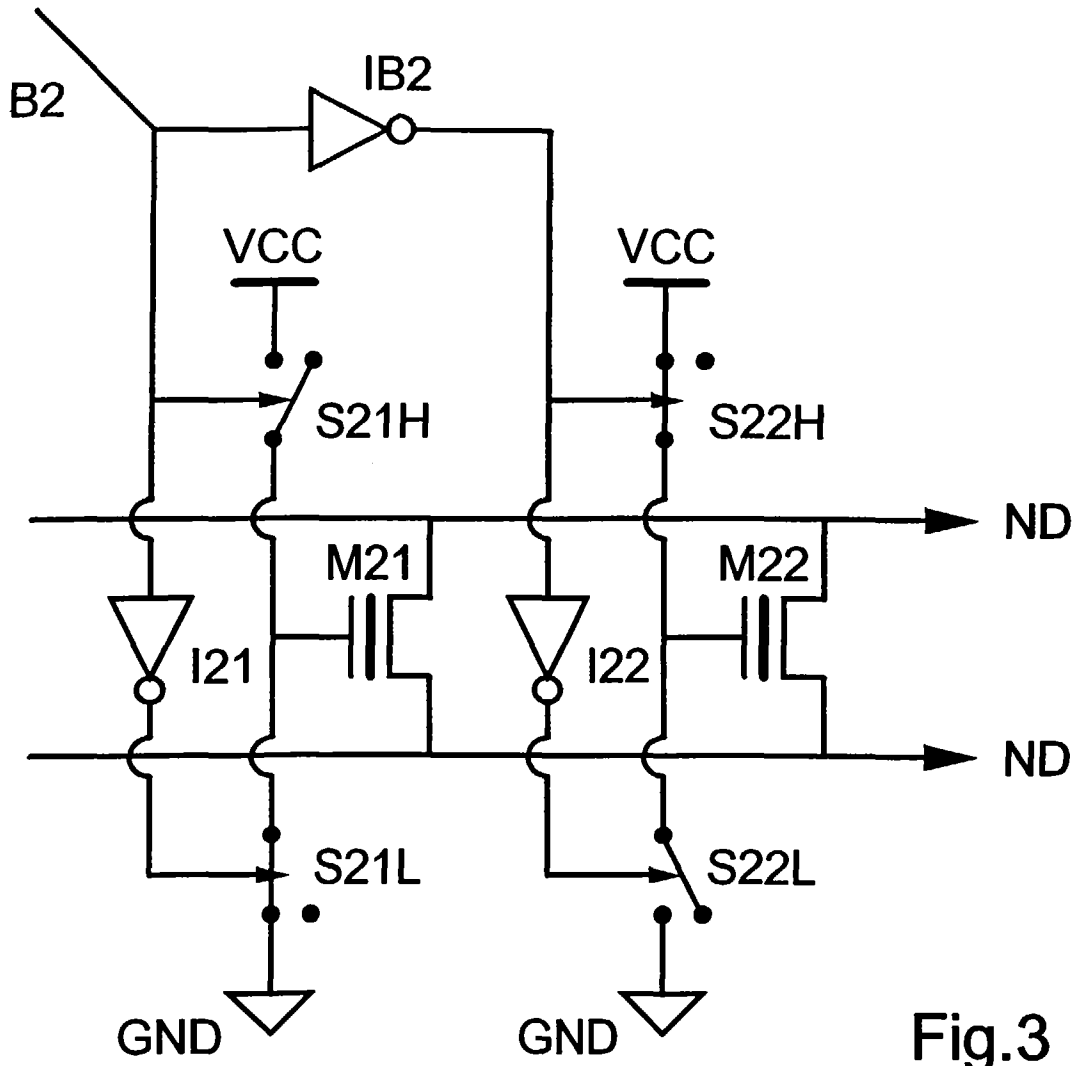 B2
IB2
VCC
VCC
S21H
S22H
ND
M21
M22
I21
I22
ND
S21L
S22L
GND
GND
Fig.3